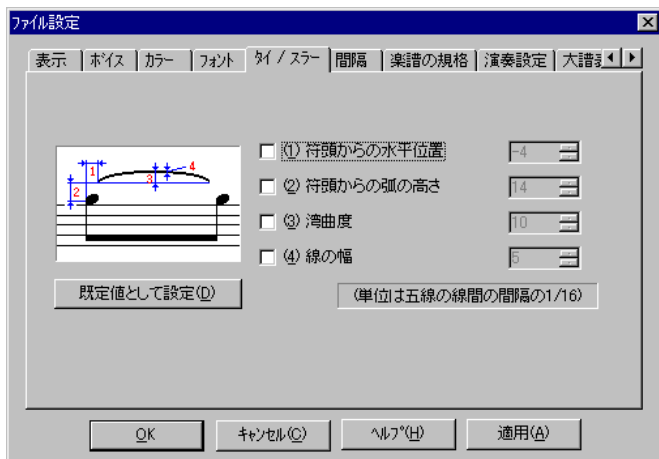 ファイル設定
表示 ボイス カラー フォント タイ / スラー 間隔 楽譜の規格 演奏設定 大譜表
1 2 3 4
(1) 符頭からの水平位置 -4
(2) 符頭からの弧の高さ 14
(3) 湾曲度 10
(4) 線の幅 5
既定値として設定(D) (単位は五線の線間の間隔の1/16)
OK キャンセル(C) ヘルプ(H) 適用(A)